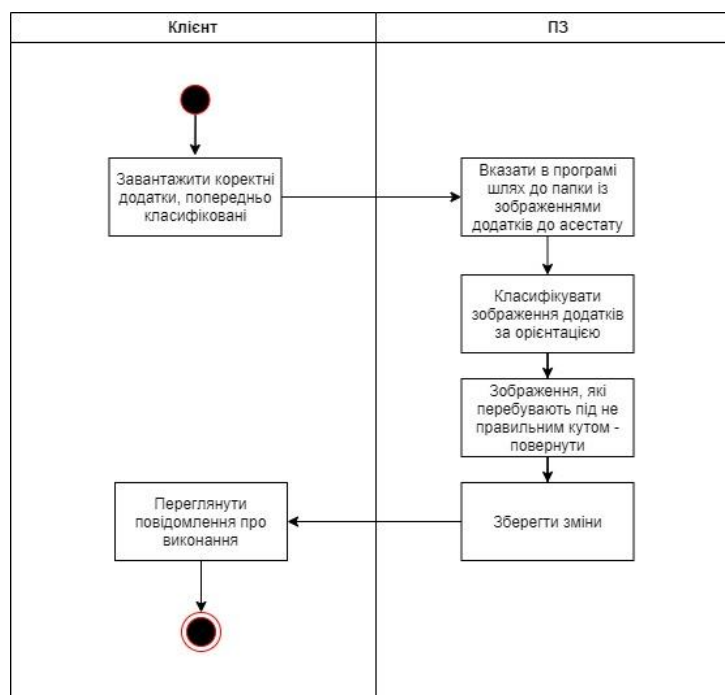 Клієнт
ПЗ
Завантажити коректні
додатки, попередньо
класифіковані
Вказати в програмі
шлях до папки із
зображеннями
додатків до асестату
Класифікувати
зображення додатків
за орієнтацією
Зображення, які
перебувають під не
правильним кутом -
повернути
Переглянути
повідомлення про
виконання
Зберегти зміни